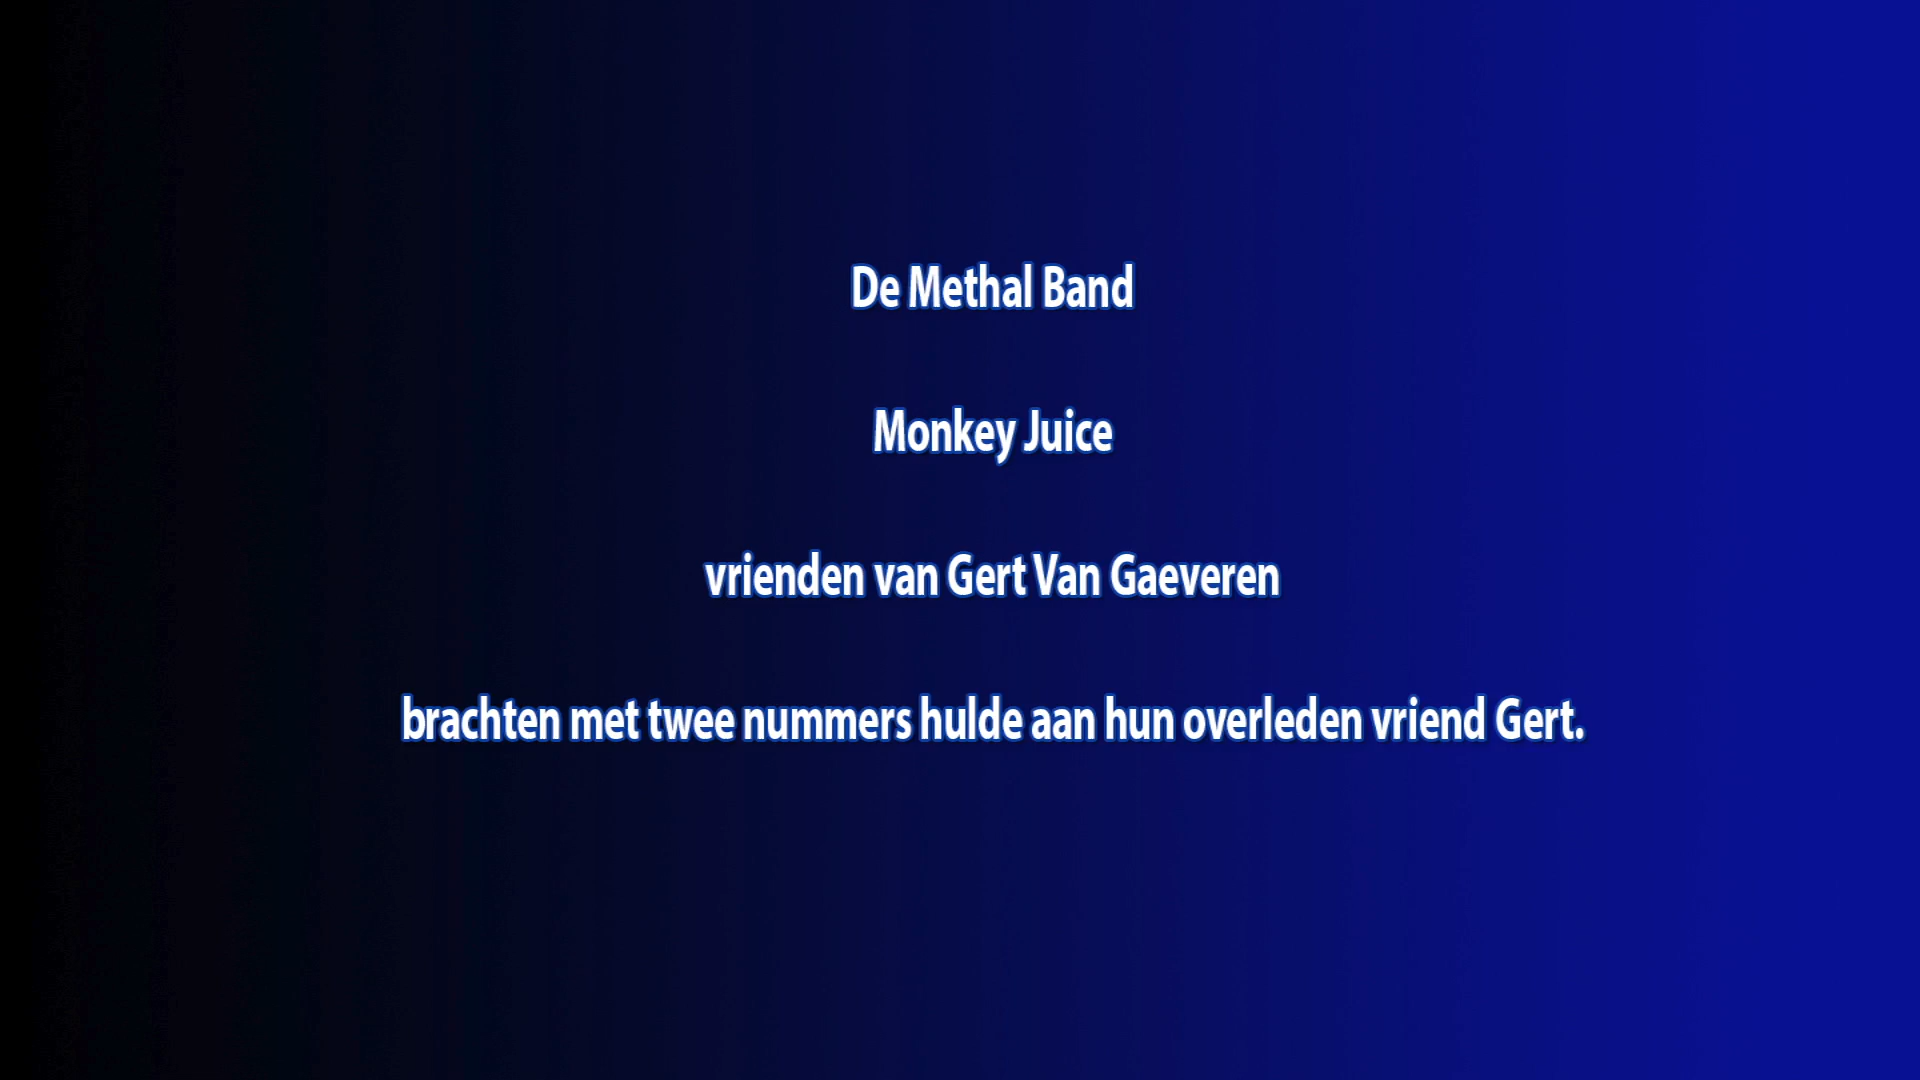 De Methal Band
Monkey Juice
vrienden van Gert Van Gaeveren
brachten met twee nummers hulde aan hun overleden vriend Gert.